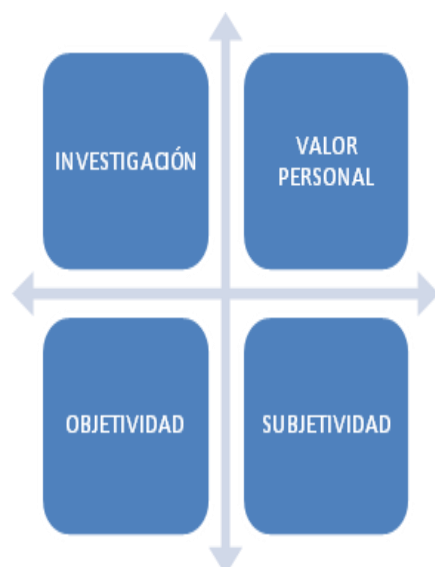 INVESTIGACIÓN
VALOR
PERSONAL
OBJETIVIDAD
SUBJETIVIDAD